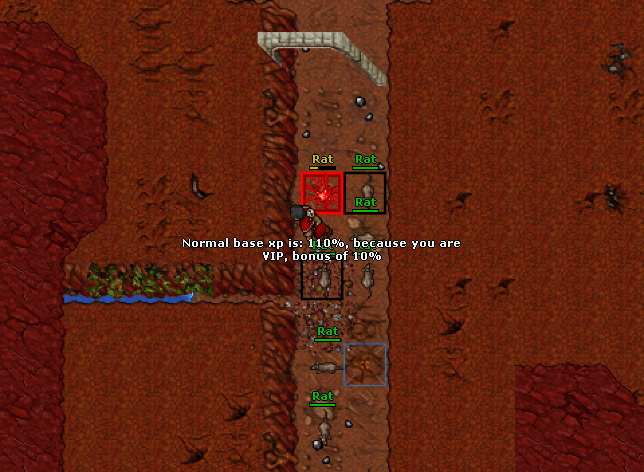 Rat Rat
Rat
Normal base xp is: 110%, because you are
VIP, bonus of 10%
Rat
Rat